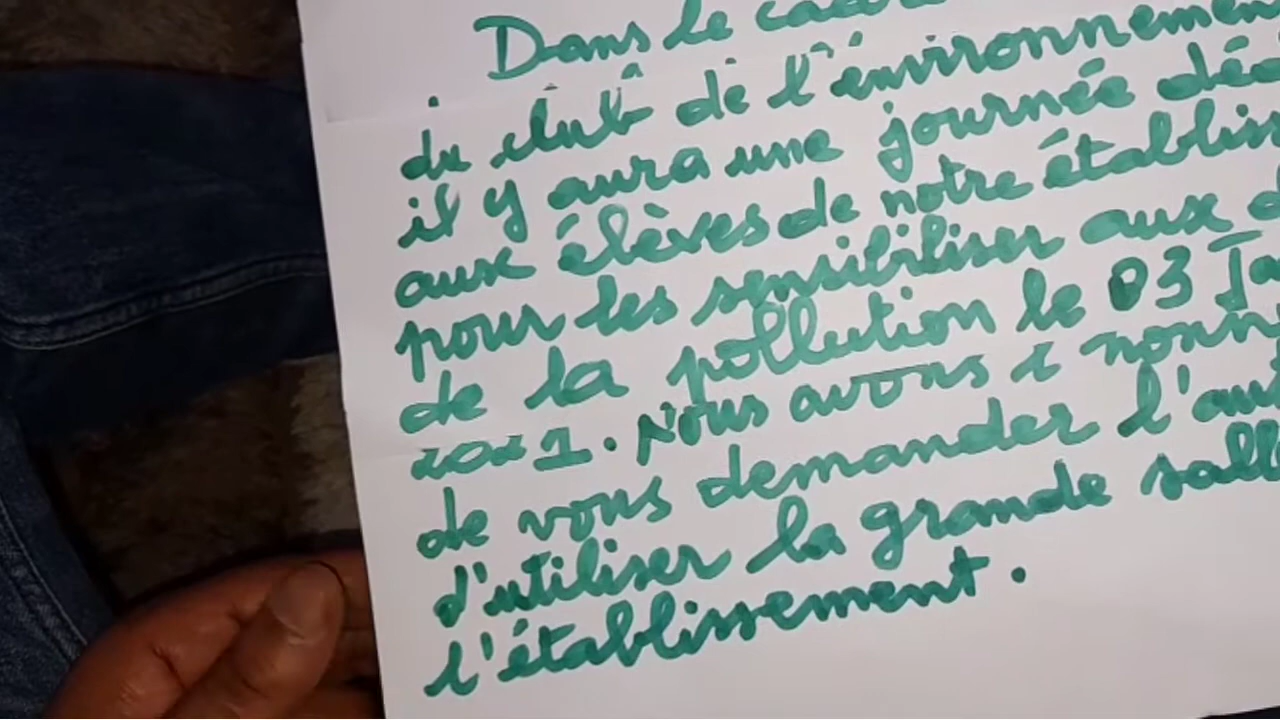 Dans le
du club de l'environnement
il y aura une journée
aux élèves de notre
pour les sensibiliser aux
de la pollution le 03
2021. Nous avons l'
de vous demander
d'utiliser la grande
l'établissement.